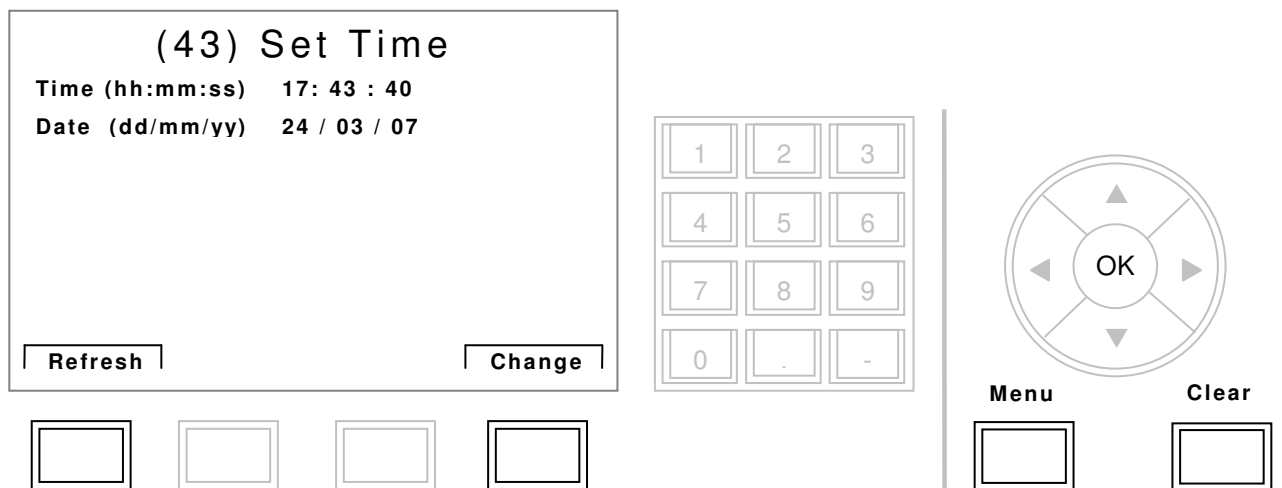 (43) Set Time
Time (hh:mm:ss) 17: 43 : 40
Date (dd/mm/yy) 24 / 03 / 07
Refresh Change
1 2 3
4 5 6
7 8 9
0 . -
OK
Menu Clear